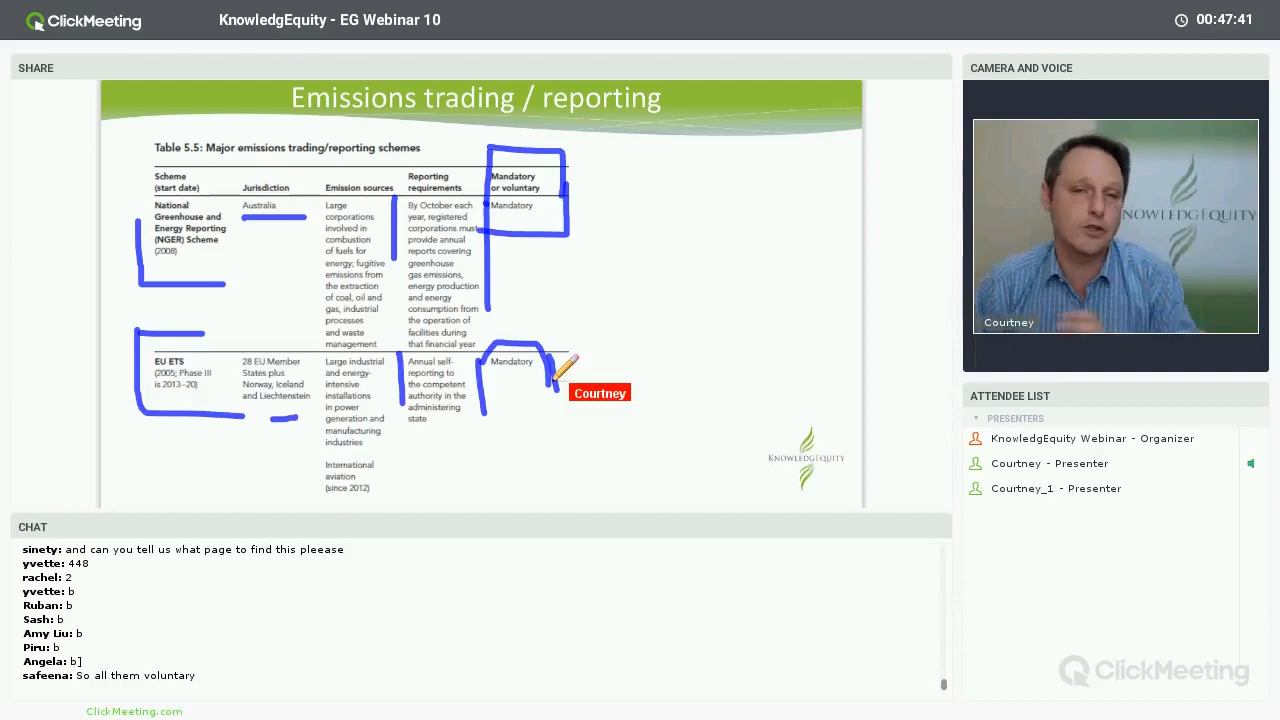 ClickMeeting
KnowledgEquity - EG Webinar 10
00:47:41
SHARE
Emissions trading / reporting
Table 5.5: Major emissions trading/reporting schemes
Scheme
(start date)
Jurisdiction
Emission sources
Reporting
requirements
Mandatory
or voluntary
National
Greenhouse and
Energy Reporting
(NGER) Scheme
(2008)
Australia
Large
corporations
involved in
combustion
of fuels for
energy; fugitive
emissions from
the extraction
of coal, oil and
gas, industrial
processes
and waste
management
By October each
year, registered
corporations must
provide annual
reports covering
greenhouse
gas emissions,
energy production
and energy
consumption from
the operation of
facilities during
that financial year
Mandatory
EU ETS
(2005; Phase III
is 2013–20)
28 EU Member
States plus
Norway, Iceland
and Liechtenstein
Large industrial
and energy-
intensive
installations
in power
generation and
manufacturing
industries
International
aviation
(since 2012)
Annual self-
reporting to
the competent
authority in the
administering
state
Mandatory
Courtney
KNOWLEDGEQUITY
CAMERA AND VOICE
KNOWLEDGEQUITY
Courtney
ATTENDEE LIST
PRESENTERS
KnowledgEquity Webinar - Organizer
Courtney - Presenter
Courtney_1 - Presenter
CHAT
sinety: and can you tell us what page to find this pleease
yvette: 448
rachel: 2
yvette: b
Ruban: b
Sash: b
Amy Liu: b
Piru: b
Angela: b]
safeena: So all them voluntary
ClickMeeting
ClickMeeting.com